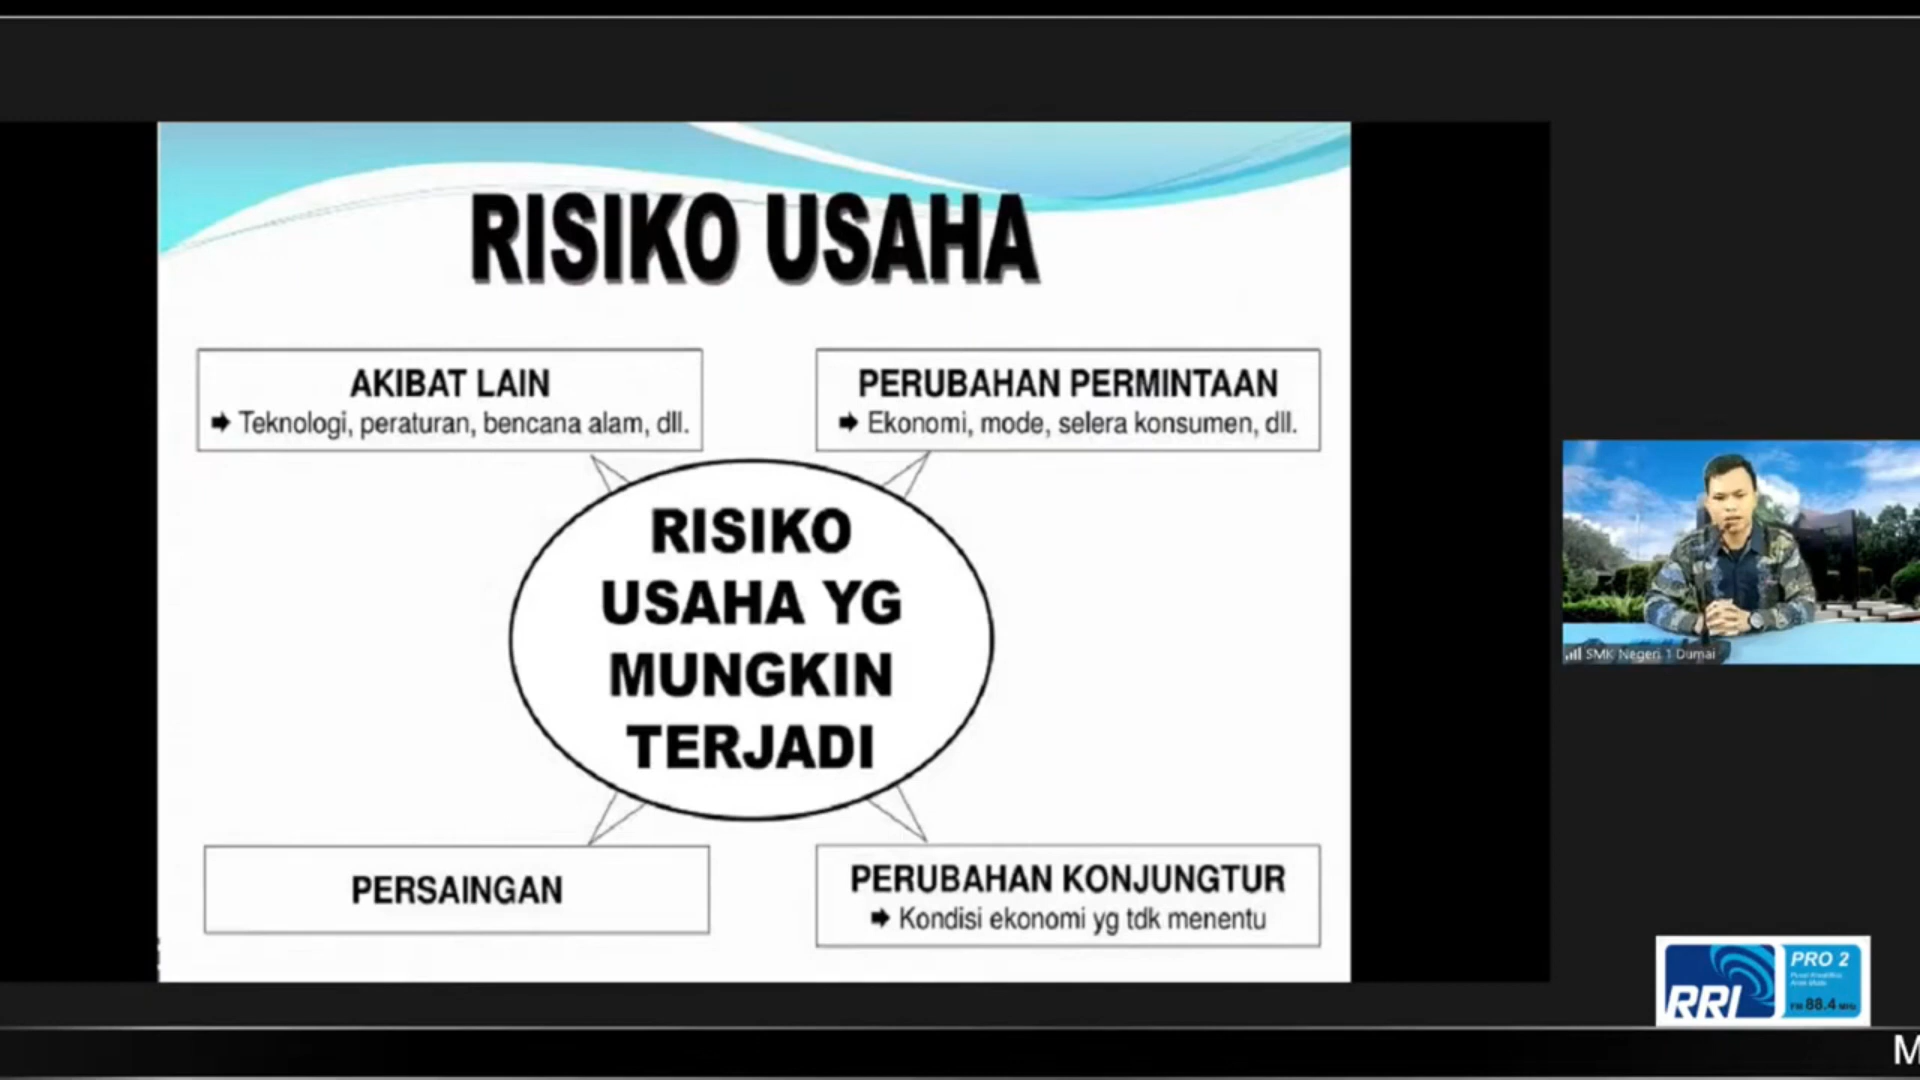 RISIKO USAHA
AKIBAT LAIN
➡ Teknologi, peraturan, bencana alam, dll.
PERUBAHAN PERMINTAAN
➡ Ekonomi, mode, selera konsumen, dll.
RISIKO
USAHA YG
MUNGKIN
TERJADI
PERSAINGAN
PERUBAHAN KONJUNGTUR
➡ Kondisi ekonomi yg tdk menentu
SMK Negeri 1 Dumai
RRI
PRO 2
FM 88.4 MHz
M